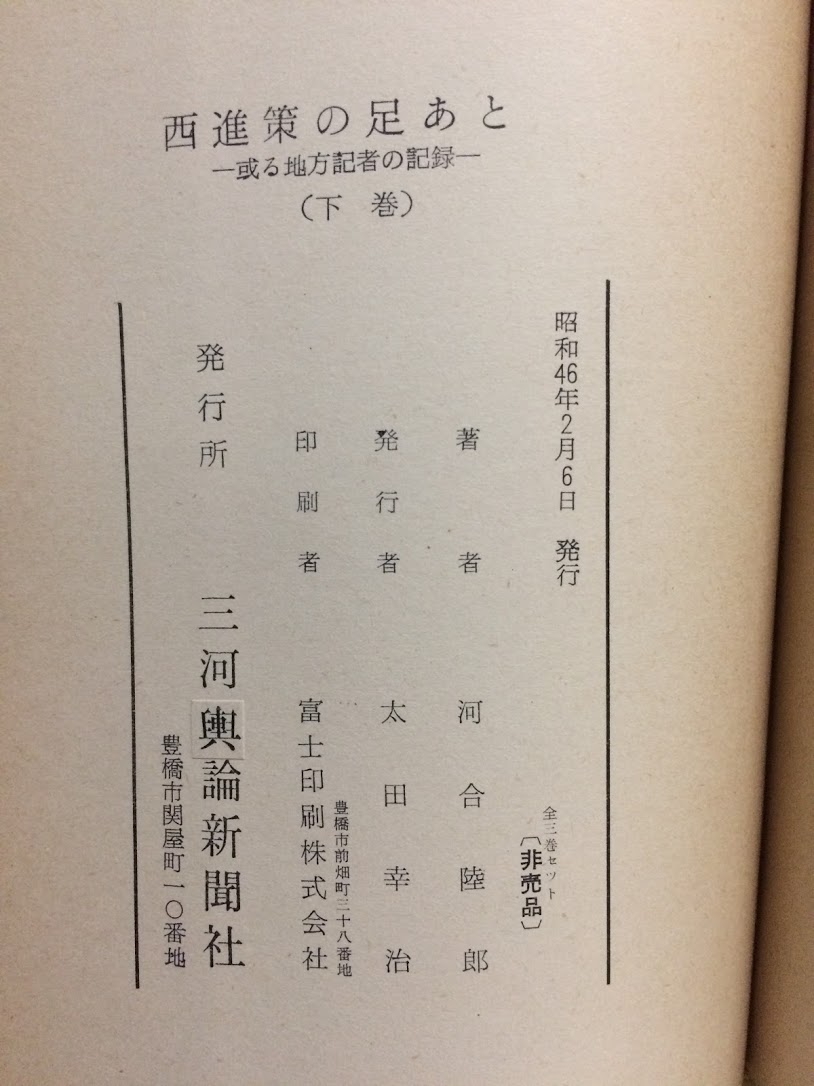 西進策の足あと
―或る地方記者の記録―
（下　巻）
昭和46年2月6日　発行
全三巻セット
〔非売品〕
著者　河合陸郎
発行者　太田幸治
豊橋市前畑町三十八番地
印刷者　富士印刷株式会社
発行所　三河輿論新聞社
豊橋市関屋町一〇番地